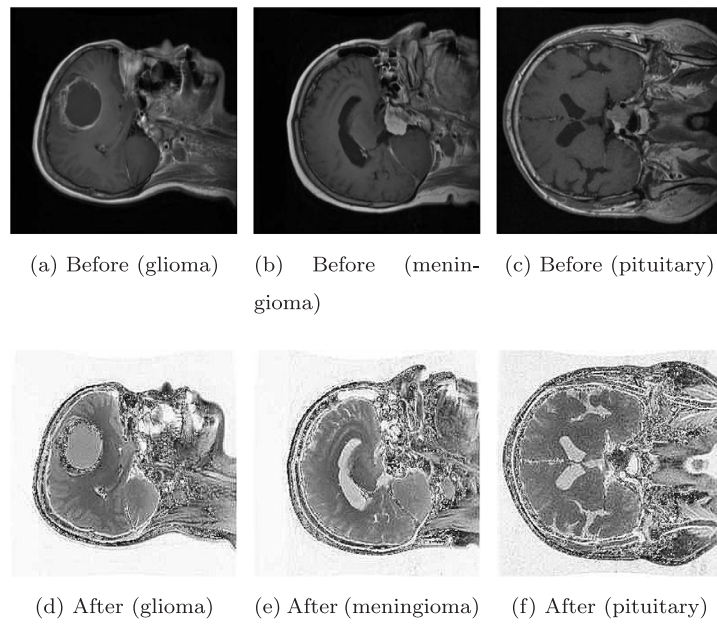 (a) Before (glioma)
(b) Before (menin-
gioma)
(c) Before (pituitary)
(d) After (glioma)
(e) After (meningioma)
(f) After (pituitary)